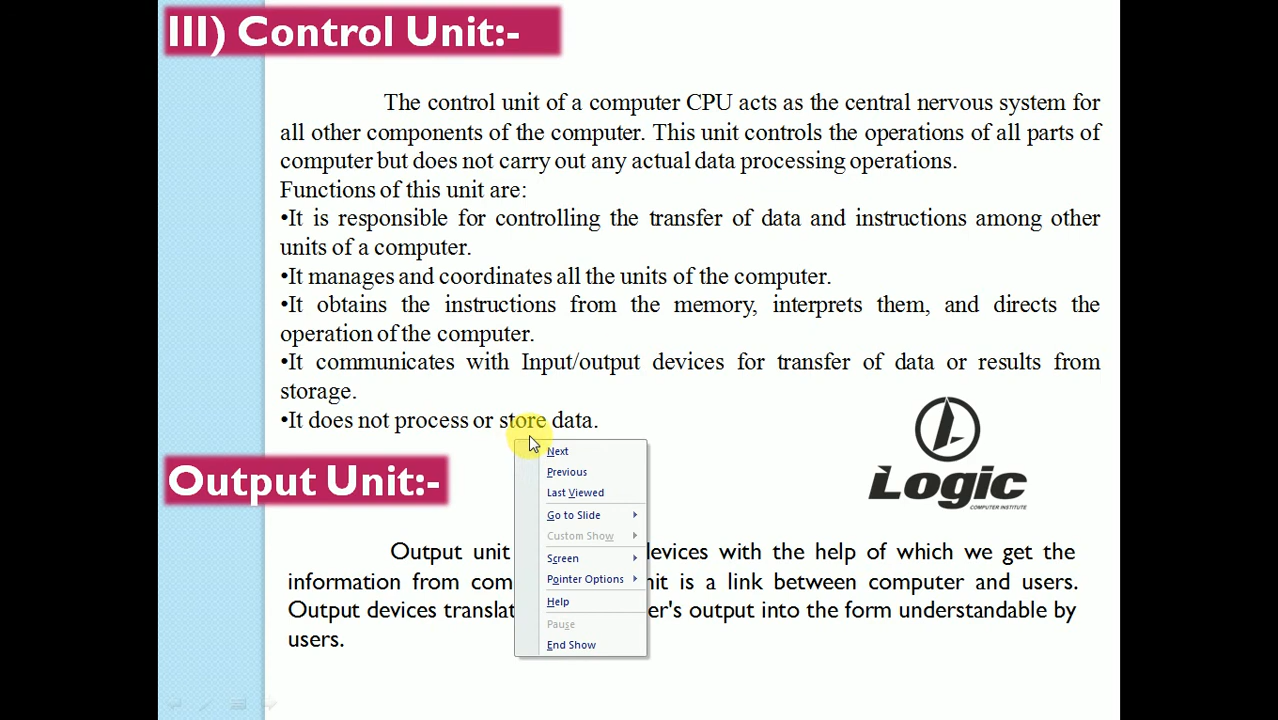 III) Control Unit:-
The control unit of a computer CPU acts as the central nervous system for
all other components of the computer. This unit controls the operations of all parts of
computer but does not carry out any actual data processing operations.
Functions of this unit are:
•It is responsible for controlling the transfer of data and instructions among other
units of a computer.
•It manages and coordinates all the units of the computer.
•It obtains the instructions from the memory, interprets them, and directs the
operation of the computer.
•It communicates with Input/output devices for transfer of data or results from
storage.
•It does not process or store data.
Next
Previous
Last Viewed
Go to Slide
Custom Show
Screen
Pointer Options
Help
Pause
End Show
Logic
COMPUTER INSTITUTE
Output Unit:-
Output unit devices with the help of which we get the
information from is a link between computer and users.
Output devices output into the form understandable by
users.